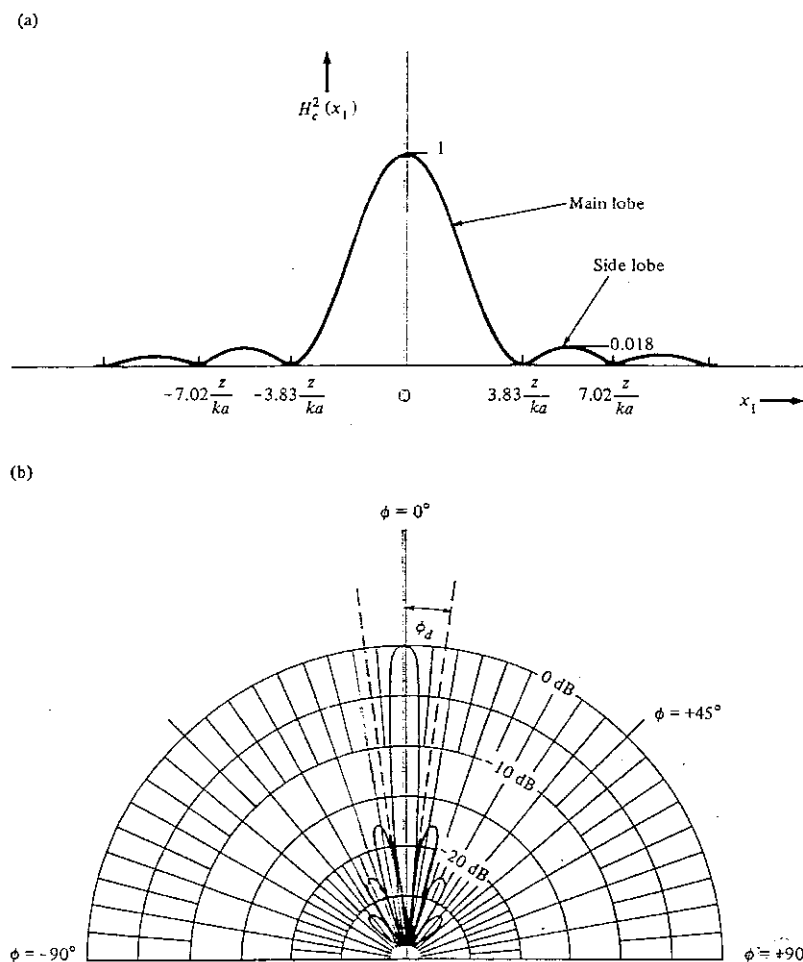 (a)
H_c^2(x_1)
1
Main lobe
Side lobe
0.018
-7.02 z/ka -3.83 z/ka 0 3.83 z/ka 7.02 z/ka x_1
(b)
ϕ = 0°
ϕ_d
0 dB
ϕ = +45°
-10 dB
-20 dB
ϕ = -90° ϕ = +90